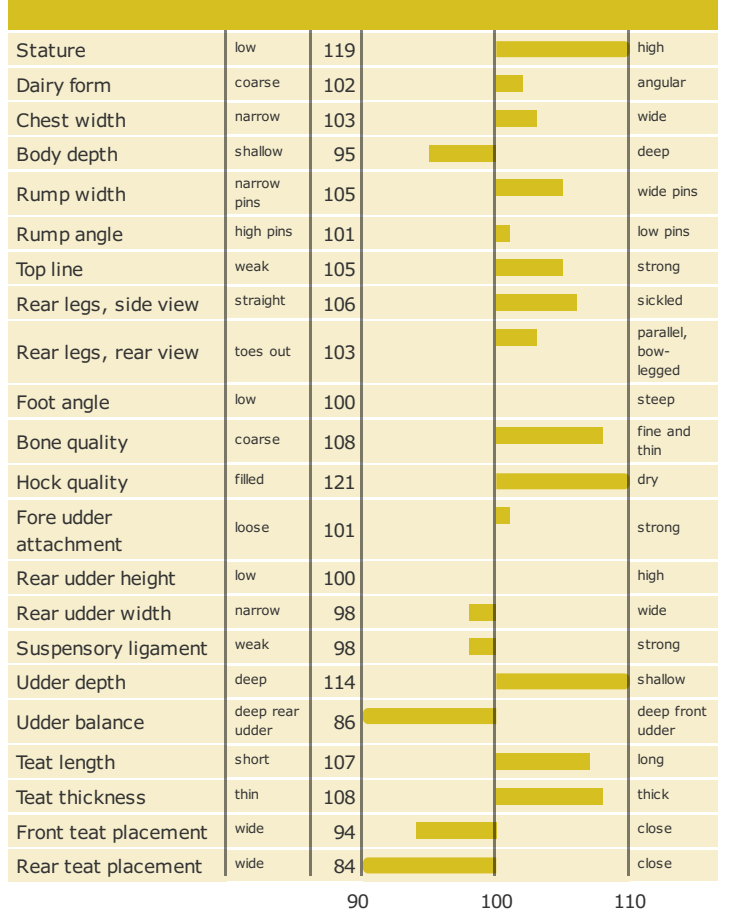 Stature low 119 high
Dairy form coarse 102 angular
Chest width narrow 103 wide
Body depth shallow 95 deep
Rump width narrow pins 105 wide pins
Rump angle high pins 101 low pins
Top line weak 105 strong
Rear legs, side view straight 106 sickled
Rear legs, rear view toes out 103 parallel, bow-legged
Foot angle low 100 steep
Bone quality coarse 108 fine and thin
Hock quality filled 121 dry
Fore udder attachment loose 101 strong
Rear udder height low 100 high
Rear udder width narrow 98 wide
Suspensory ligament weak 98 strong
Udder depth deep 114 shallow
Udder balance deep rear udder 86 deep front udder
Teat length short 107 long
Teat thickness thin 108 thick
Front teat placement wide 94 close
Rear teat placement wide 84 close
90 100 110